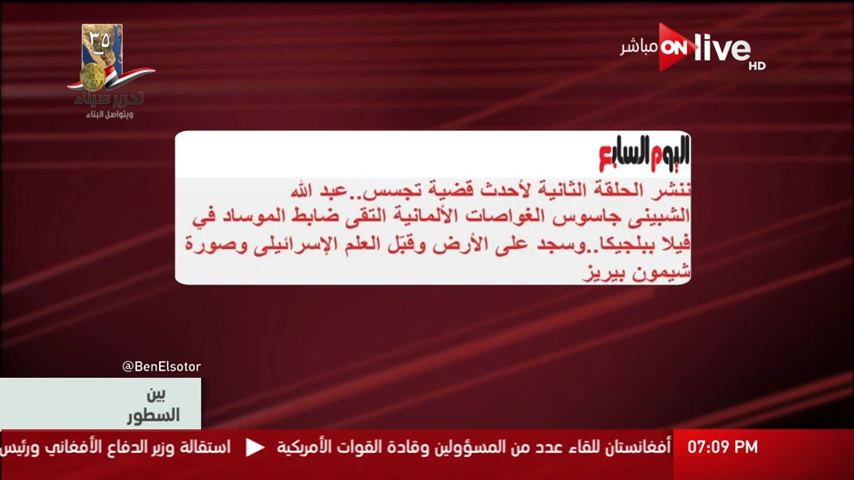 ٣٥
تحرير سيناء
ويتواصل البناء
مباشر ON live
HD
اليوم السابع
ننشر الحلقة الثانية لأحدث قضية تجسس..عبد الله
الشبينى جاسوس الغواصات الألمانية التقى ضابط الموساد في
فيلا ببلجيكا..وسجد على الأرض وقبّل العلم الإسرائيلى وصورة
شيمون بيريز
@BenElsotor
بين
السطور
أفغانستان للقاء عدد من المسؤولين وقادة القوات الأمريكية ◀ استقالة وزير الدفاع الأفغاني ورئيس
07:09 PM